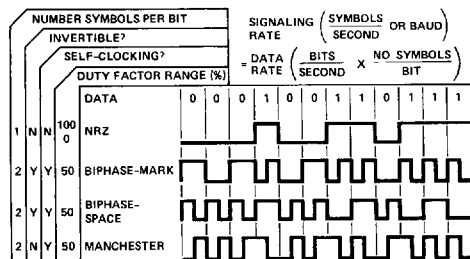 NUMBER SYMBOLS PER BIT
INVERTIBLE?
SELF-CLOCKING?
DUTY FACTOR RANGE (%)
SIGNALING RATE (SYMBOLS/SECOND OR BAUD)
= DATA RATE (BITS/SECOND X NO SYMBOLS/BIT)
DATA 0 0 0 1 0 0 1 1 0 1 1 1
1 N N 100 0 NRZ
2 Y Y 50 BIPHASE-MARK
2 Y Y 50 BIPHASE-SPACE
2 N Y 50 MANCHESTER